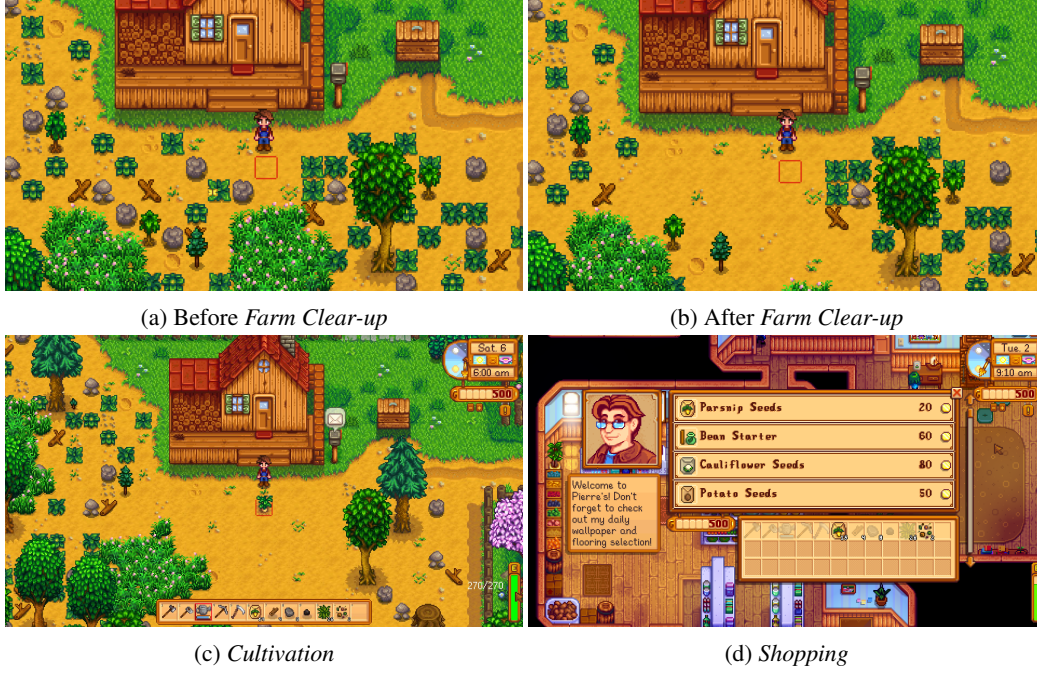 (a) Before Farm Clear-up
(b) After Farm Clear-up
Sat. 6
6:00 am
500
270/270
E
(c) Cultivation
Tue. 2
9:10 am
500
Parsnip Seeds 20
Bean Starter 60
Cauliflower Seeds 80
Potato Seeds 50
Welcome to
Pierre's! Don't
forget to check
out my daily
wallpaper and
flooring selection!
500
(d) Shopping